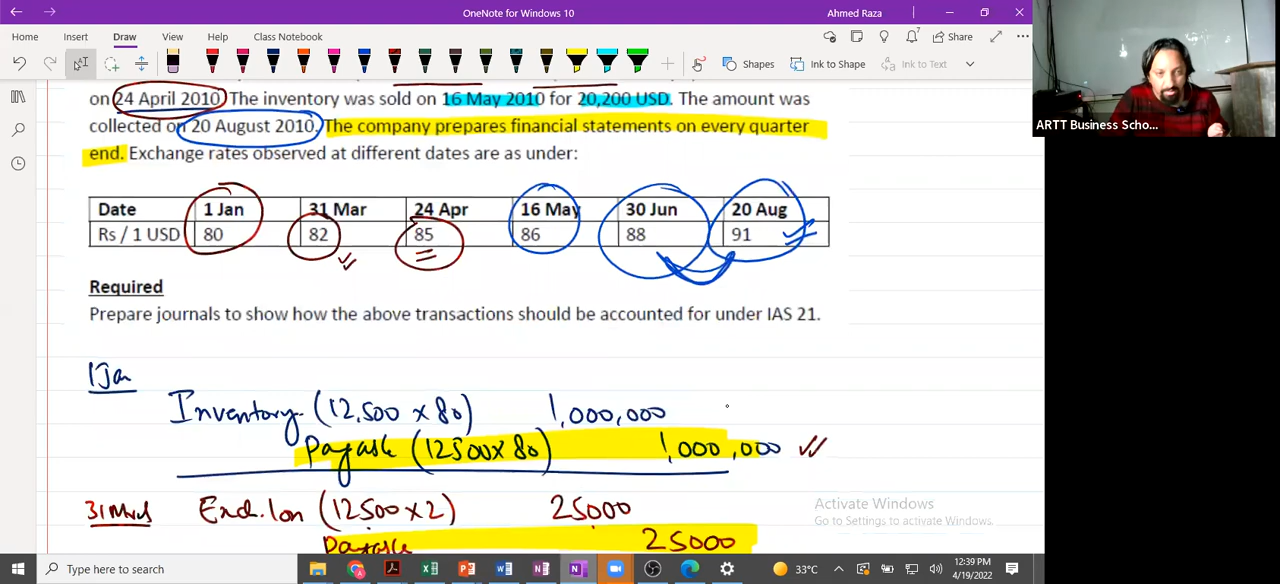 OneNote for Windows 10
Ahmed Raza
Home Insert Draw View Help Class Notebook
Share
Shapes Ink to Shape Ink to Text
on 24 April 2010. The inventory was sold on 16 May 2010 for 20,200 USD. The amount was
collected on 20 August 2010. The company prepares financial statements on every quarter
end. Exchange rates observed at different dates are as under:
Date 1 Jan 31 Mar 24 Apr 16 May 30 Jun 20 Aug
Rs / 1 USD 80 82 85 86 88 91
Required
Prepare journals to show how the above transactions should be accounted for under IAS 21.
1 Jan
Inventory (12,500 x 80) 1,000,000
Payable (12500 x 80) 1,000,000
Exch. loss (12500 x 2) 25000
Payable 25000
Activate Windows
Go to Settings to activate Windows.
ARTT Business Scho...
Type here to search
33°C
12:39 PM
4/19/2022